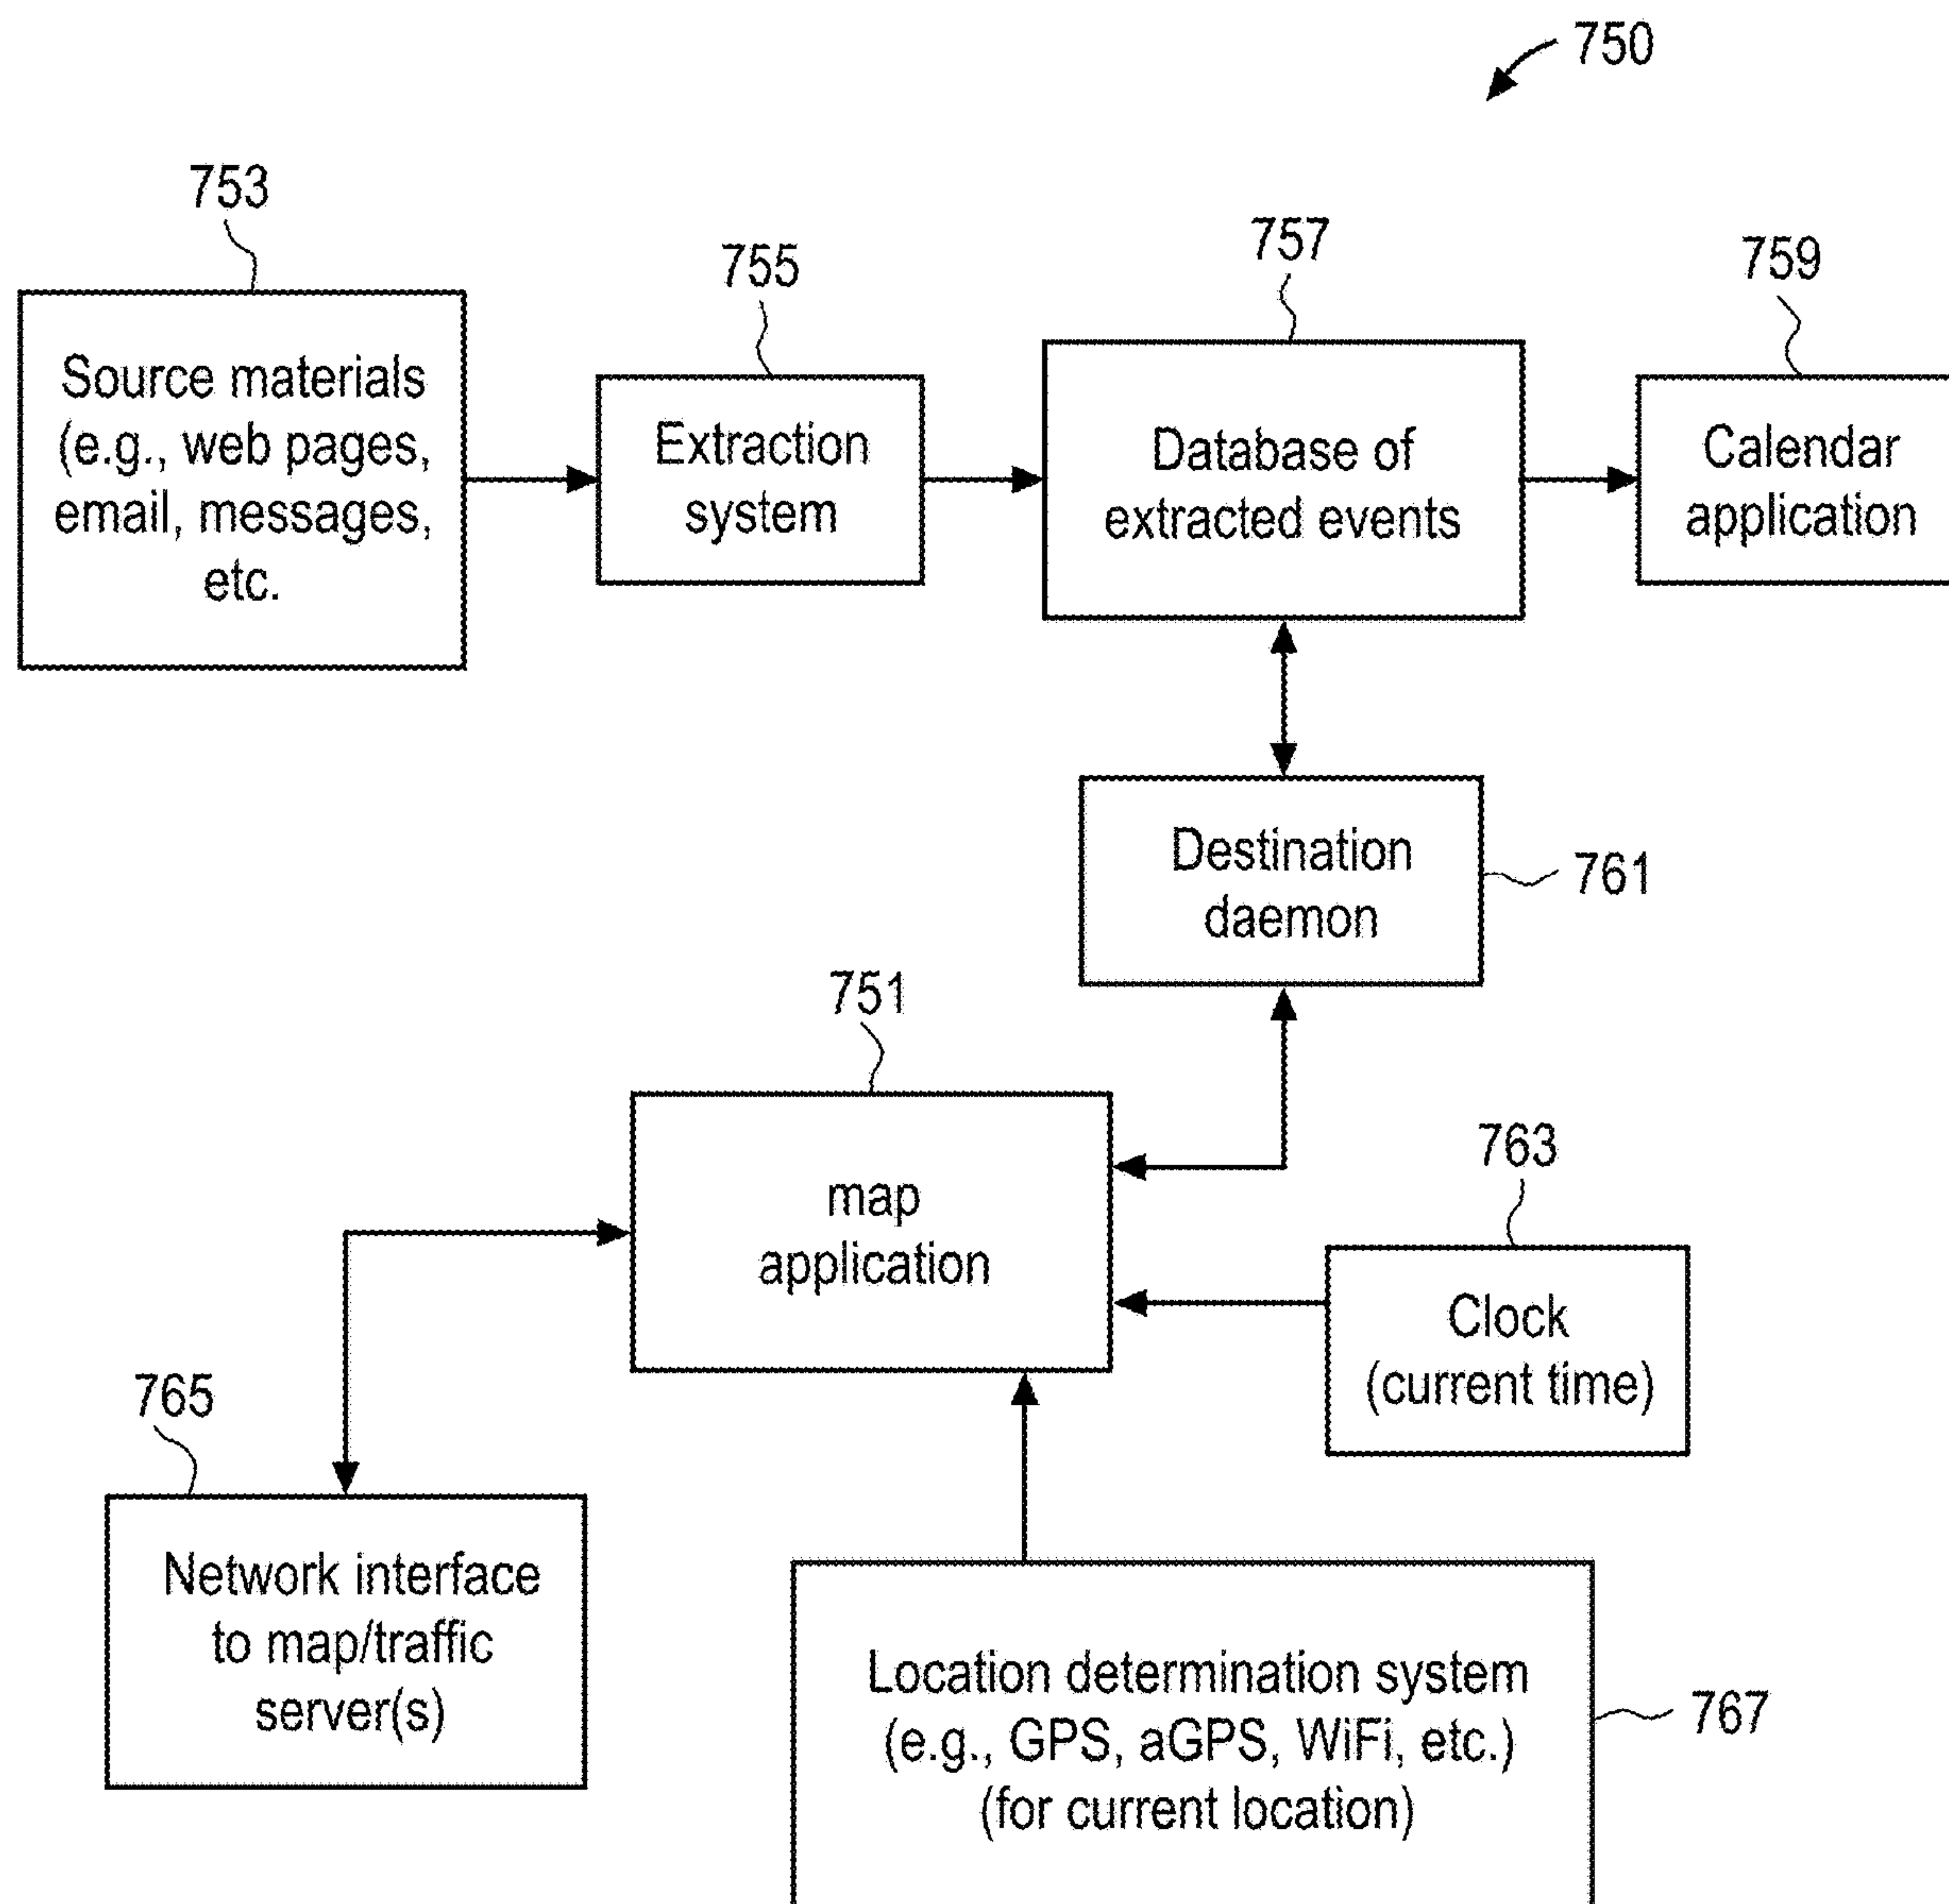 750
753
Source materials
(e.g., web pages,
email, messages,
etc.
755
Extraction
system
757
Database of
extracted events
759
Calendar
application
Destination
daemon
761
751
map
application
763
Clock
(current time)
765
Network interface
to map/traffic
server(s)
Location determination system
(e.g., GPS, aGPS, WiFi, etc.)
(for current location)
767